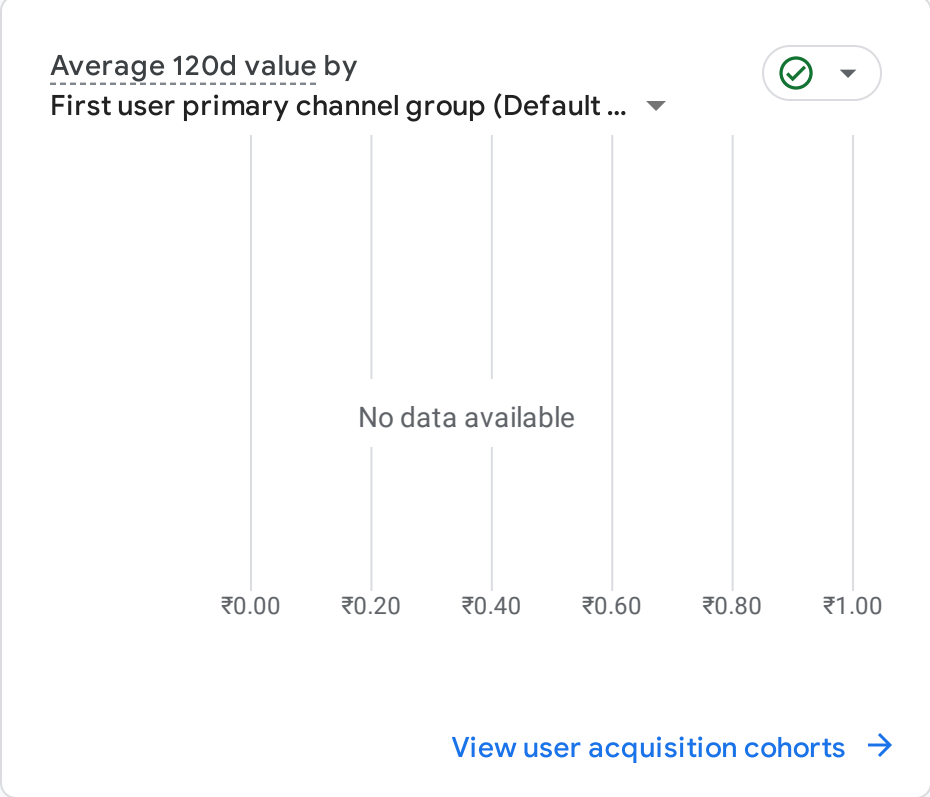 Average 120d value by
First user primary channel group (Default ...
No data available
₹0.00 ₹0.20 ₹0.40 ₹0.60 ₹0.80 ₹1.00
View user acquisition cohorts